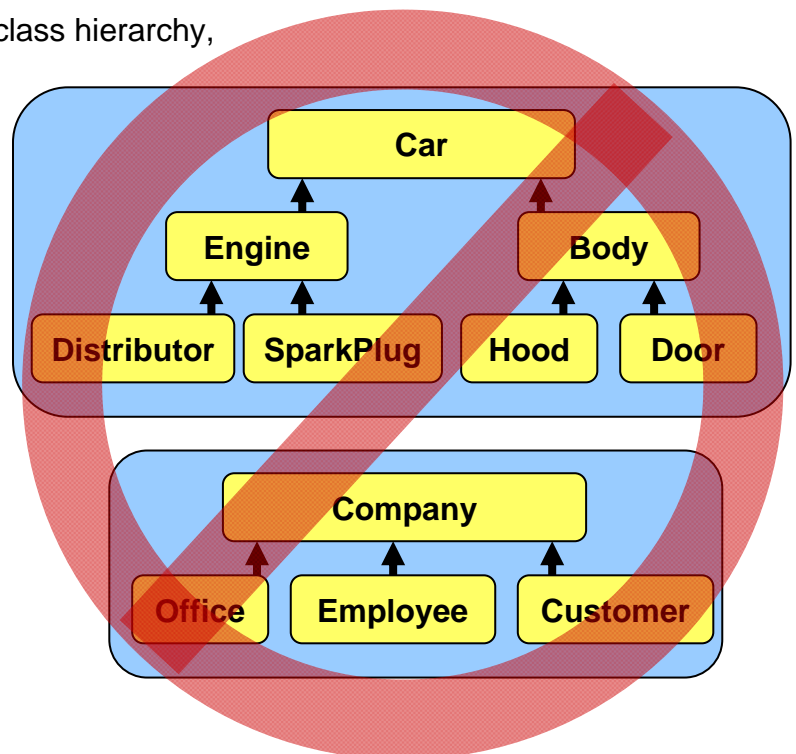 class hierarchy,
Car
Engine Body
Distributor SparkPlug Hood Door
Company
Office Employee Customer